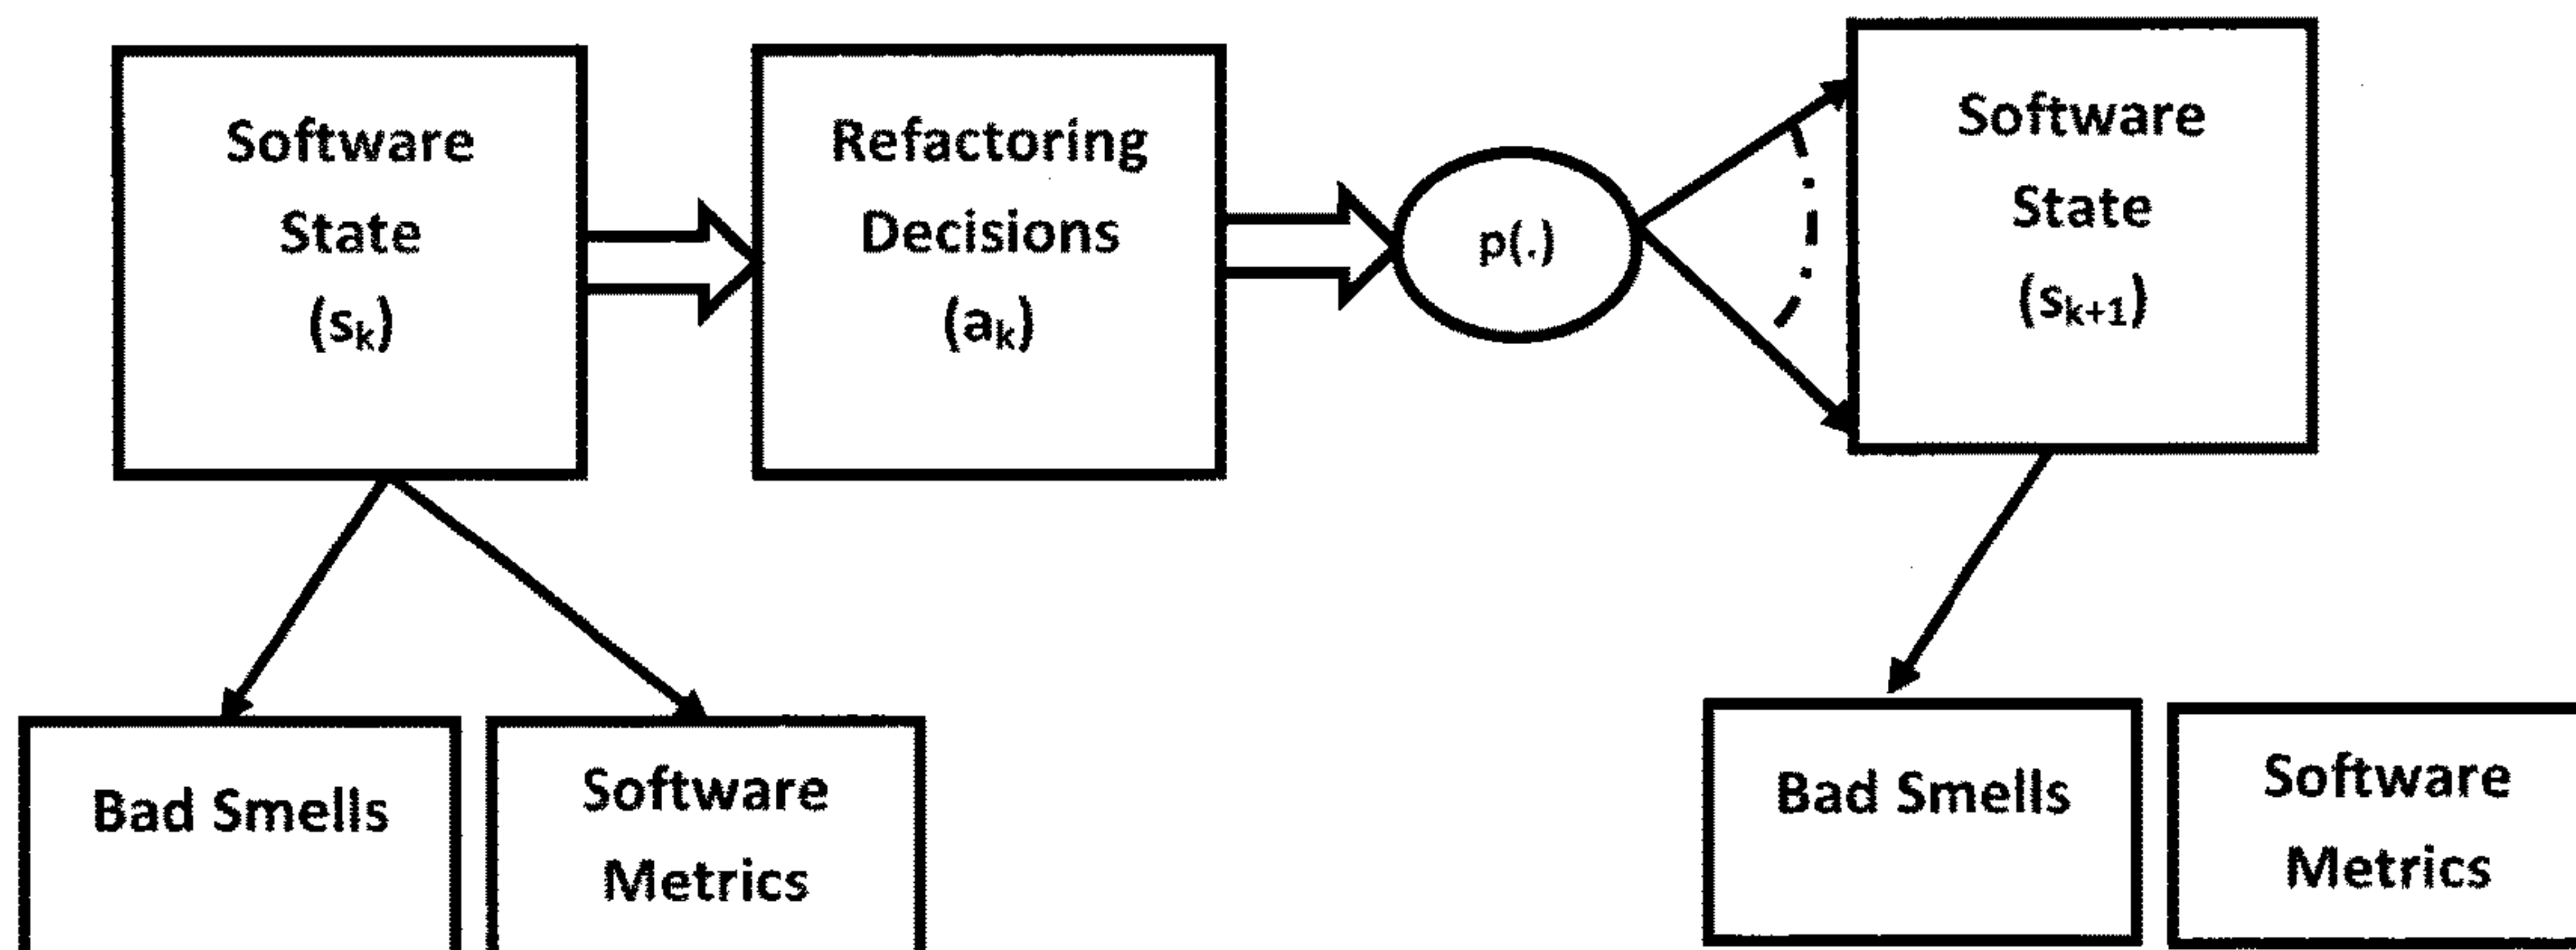 Software
State
(sₖ)
Refactoring
Decisions
(aₖ)
p(.)
Software
State
(sₖ₊₁)
Bad Smells
Software
Metrics
Bad Smells
Software
Metrics